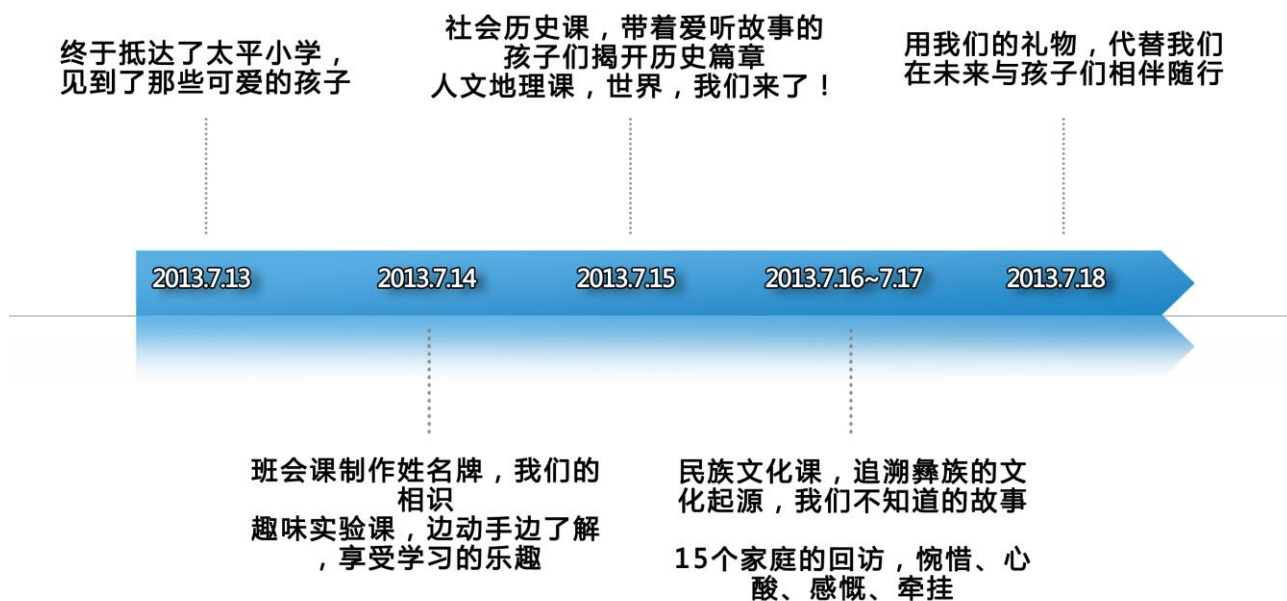 终于抵达了太平小学，
见到了那些可爱的孩子
社会历史课，带着爱听故事的
孩子们揭开历史篇章
人文地理课，世界，我们来了！
用我们的礼物，代替我们
在未来与孩子们相伴随行
2013.7.13
2013.7.14
2013.7.15
2013.7.16~7.17
2013.7.18
班会课制作姓名牌，我们的
相识
趣味实验课，边动手边了解
，享受学习的乐趣
民族文化课，追溯彝族的文
化起源，我们不知道的故事
15个家庭的回访，惋惜、心
酸、感慨、牵挂